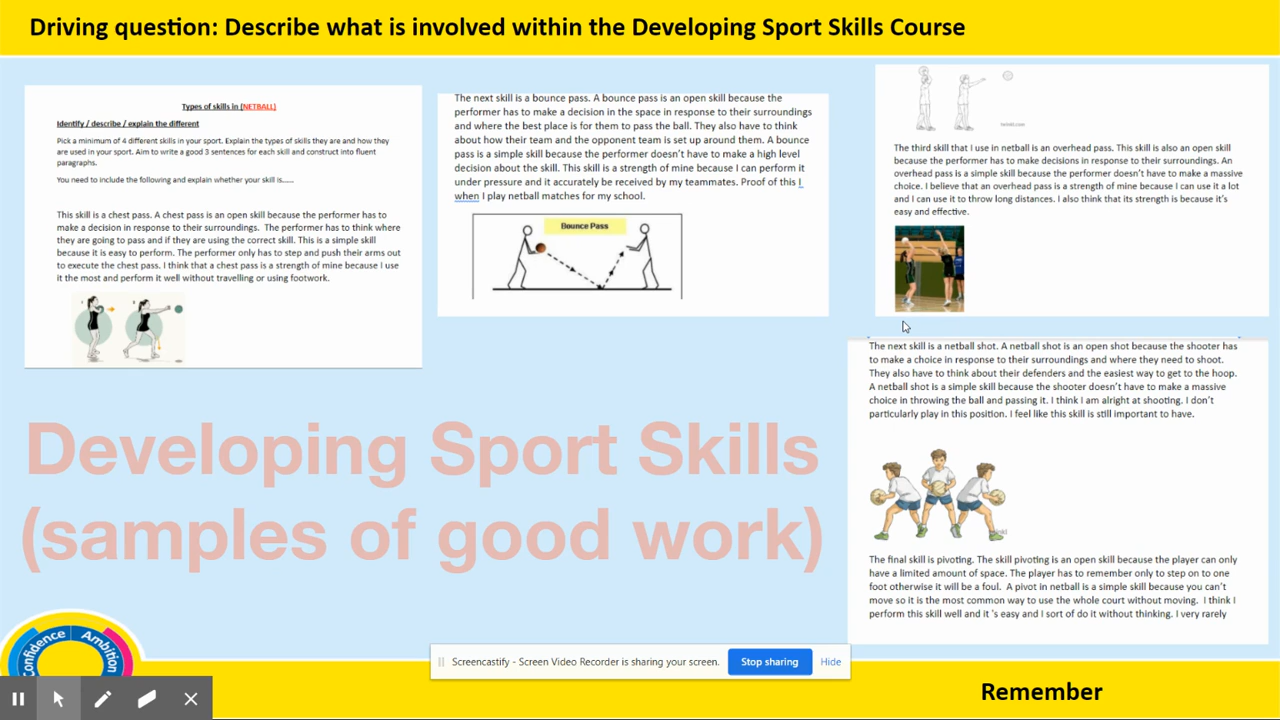 Driving question: Describe what is involved within the Developing Sport Skills Course
Types of skills in (NETBALL)
Identify / describe / explain the different
Pick a minimum of 4 different skills in your sport. Explain the types of skills they are and how they
are used in your sport. Aim to write a good 3 sentences for each skill and construct into fluent
paragraphs.
You need to include the following and explain whether your skill is......
This skill is a chest pass. A chest pass is an open skill because the performer has to
make a decision in response to their surroundings.  The performer has to think where
they are going to pass and if they are using the correct skill. This is a simple skill
because it is easy to perform. The performer only has to step and push their arms out
to execute the chest pass. I think that a chest pass is a strength of mine because I use
it the most and perform it well without travelling or using footwork.
The next skill is a bounce pass. A bounce pass is an open skill because the
performer has to make a decision in the space in response to their surroundings
and where the best place is for them to pass the ball. They also have to think
about how their team and the opponent team is set up around them. A bounce
pass is a simple skill because the performer doesn't have to make a high level
decision about the skill. This skill is a strength of mine because I can perform it
under pressure and it accurately be received by my teammates. Proof of this I
when I play netball matches for my school.
Bounce Pass
twinkl.com
The third skill that I use in netball is an overhead pass. This skill is also an open skill
because the performer has to make decisions in response to their surroundings. An
overhead pass is a simple skill because the performer doesn't have to make a massive
choice. I believe that an overhead pass is a strength of mine because I can use it a lot
and I can use it to throw long distances. I also think that its strength is because it's
easy and effective.
The next skill is a netball shot. A netball shot is an open shot because the shooter has
to make a choice in response to their surroundings and where they need to shoot.
They also have to think about their defenders and the easiest way to get to the hoop.
A netball shot is a simple skill because the shooter doesn't have to make a massive
choice in throwing the ball and passing it. I think I am alright at shooting. I don't
particularly play in this position. I feel like this skill is still important to have.
The final skill is pivoting. The skill pivoting is an open skill because the player can only
have a limited amount of space. The player has to remember only to step on to one
foot otherwise it will be a foul.  A pivot in netball is a simple skill because you can't
move so it is the most common way to use the whole court without moving.  I think I
perform this skill well and it 's easy and I sort of do it without thinking. I very rarely
Developing Sport Skills
(samples of good work)
Confidence
Ambition
Screencastify - Screen Video Recorder is sharing your screen.
Stop sharing
Hide
Remember